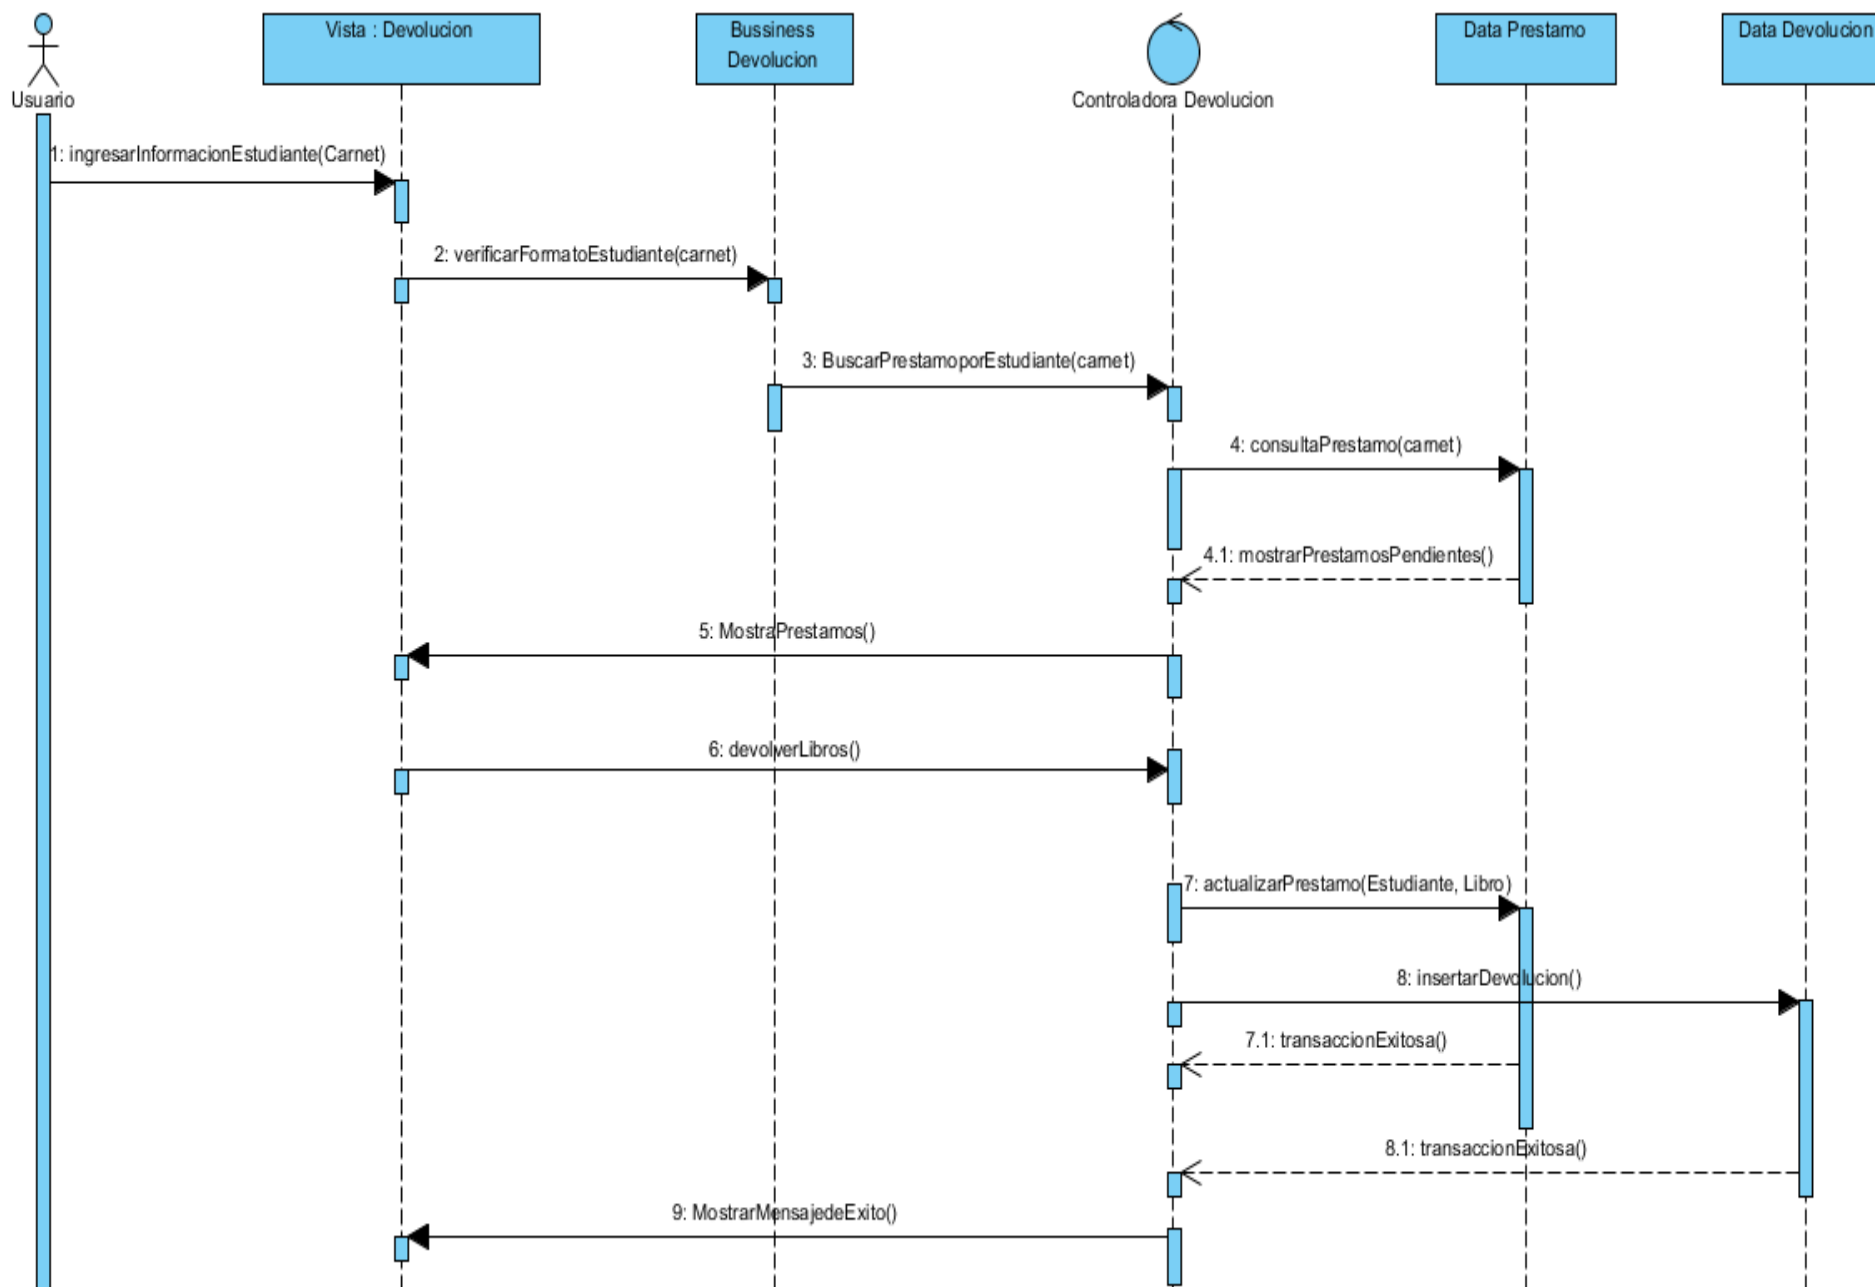 Vista : Devolucion
Bussiness
Devolucion
Data Prestamo
Data Devolucion
Usuario
Controladora Devolucion
1: ingresarInformacionEstudiante(Carnet)
2: verificarFormatoEstudiante(carnet)
3: BuscarPrestamoporEstudiante(carnet)
4: consultaPrestamo(carnet)
4.1: mostrarPrestamosPendientes()
5: MostraPrestamos()
6: devolverLibros()
7: actualizarPrestamo(Estudiante, Libro)
8: insertarDevolucion()
7.1: transaccionExitosa()
8.1: transaccionExitosa()
9: MostrarMensajedeExito()